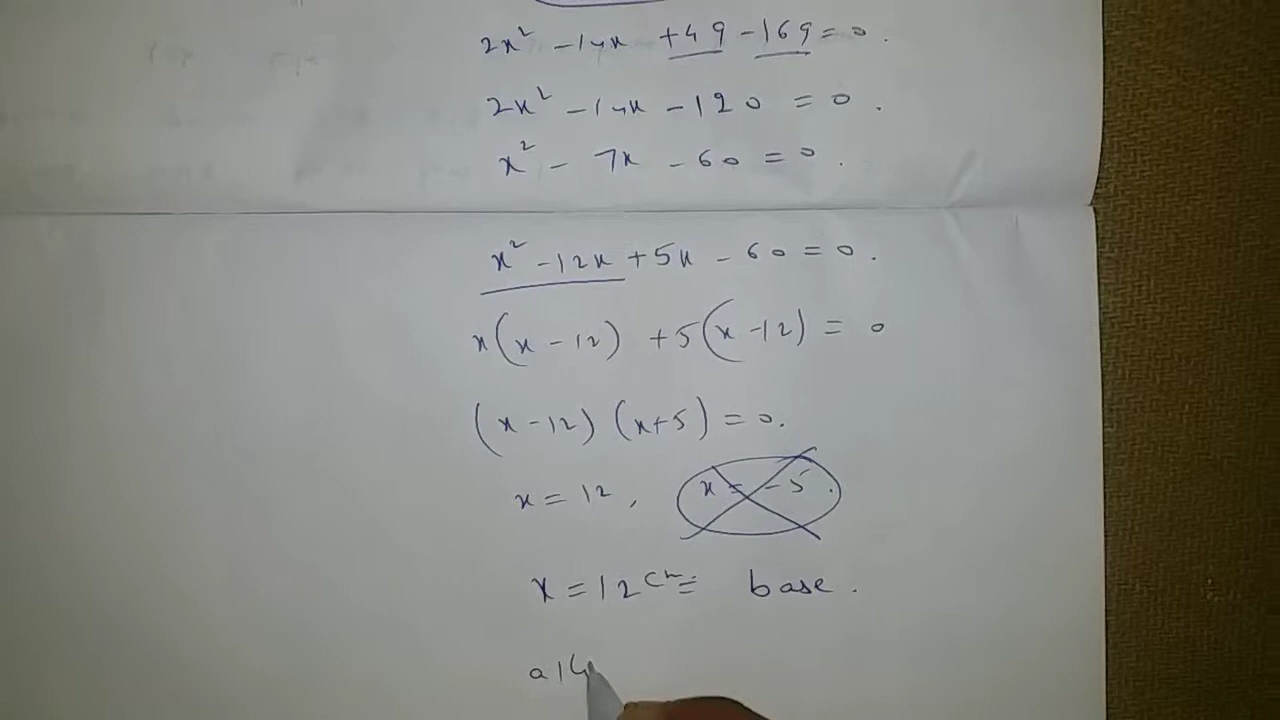 2x² - 14x + 49 - 169 = 0.
2x² - 14x - 120 = 0.
x² - 7x - 60 = 0.
x² - 12x + 5x - 60 = 0.
x(x - 12) + 5(x - 12) = 0
(x - 12) (x + 5) = 0.
x = 12, x = -5.
x = 12 cm = base.